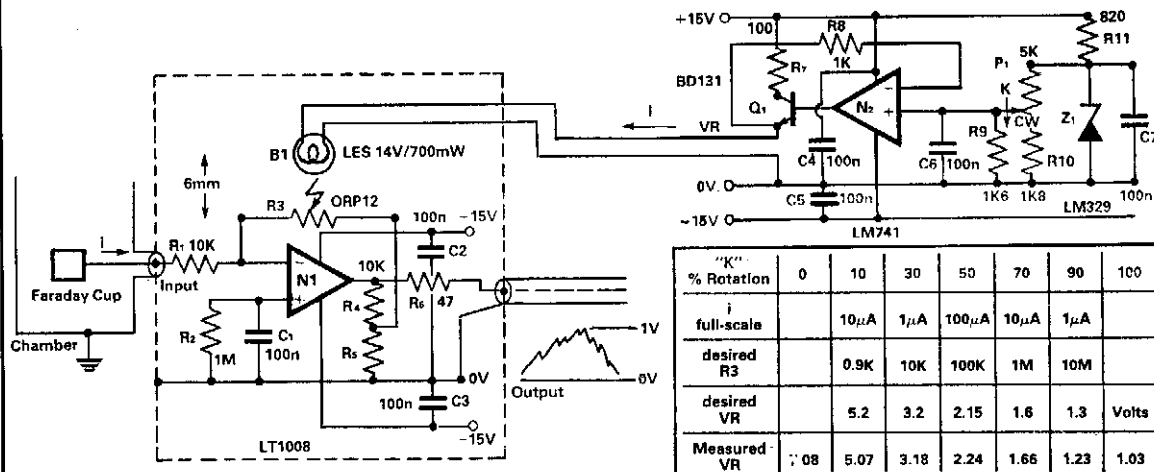 +15V
100
R8
1K
820
R11
5K
P1
BD131
R7
N2
−
+
K
CW
Q1
Z1
C7
I
VR
B1
LES 14V/700mW
C4
100n
C6
100n
R9
R10
0V.
1K6
1K8
100n
C5
100n
LM329
~15V
LM741
6mm
R3
ORP12
100n
−15V
C2
i
R1 10K
N1
−
+
10K
Faraday Cup
Input
R4
R6
47
R2
1M
C1
100n
R5
Chamber
0V
Output
1V
0V
100n
C3
−15V
LT1008
"K" % Rotation 0 10 30 50 70 90 100
i full-scale 10μA 1μA 100μA 10μA 1μA
desired R3 0.9K 10K 100K 1M 10M
desired VR 5.2 3.2 2.15 1.6 1.3 Volts
Measured VR 5.07 3.18 2.24 1.66 1.23 1.03